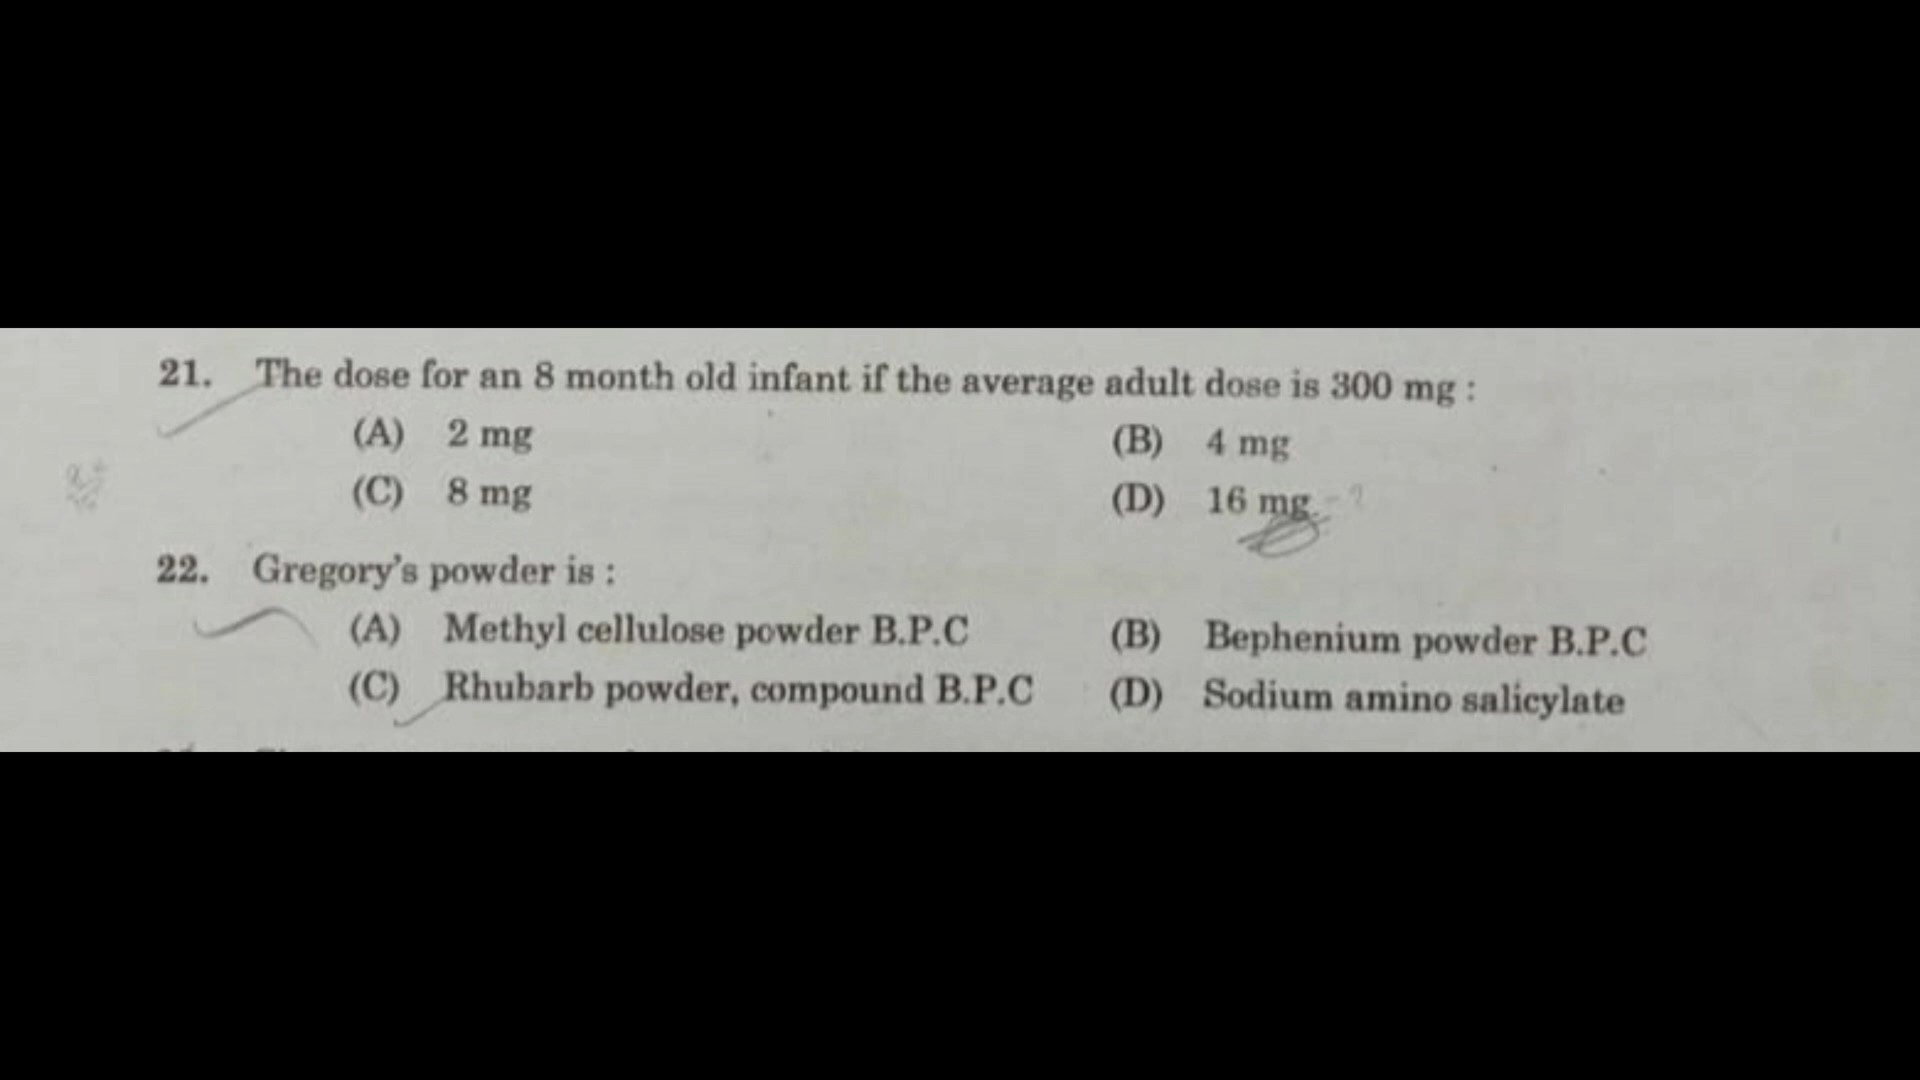 21. The dose for an 8 month old infant if the average adult dose is 300 mg :
(A) 2 mg (B) 4 mg
(C) 8 mg (D) 16 mg - ?
22. Gregory's powder is :
(A) Methyl cellulose powder B.P.C (B) Bephenium powder B.P.C
(C) Rhubarb powder, compound B.P.C (D) Sodium amino salicylate